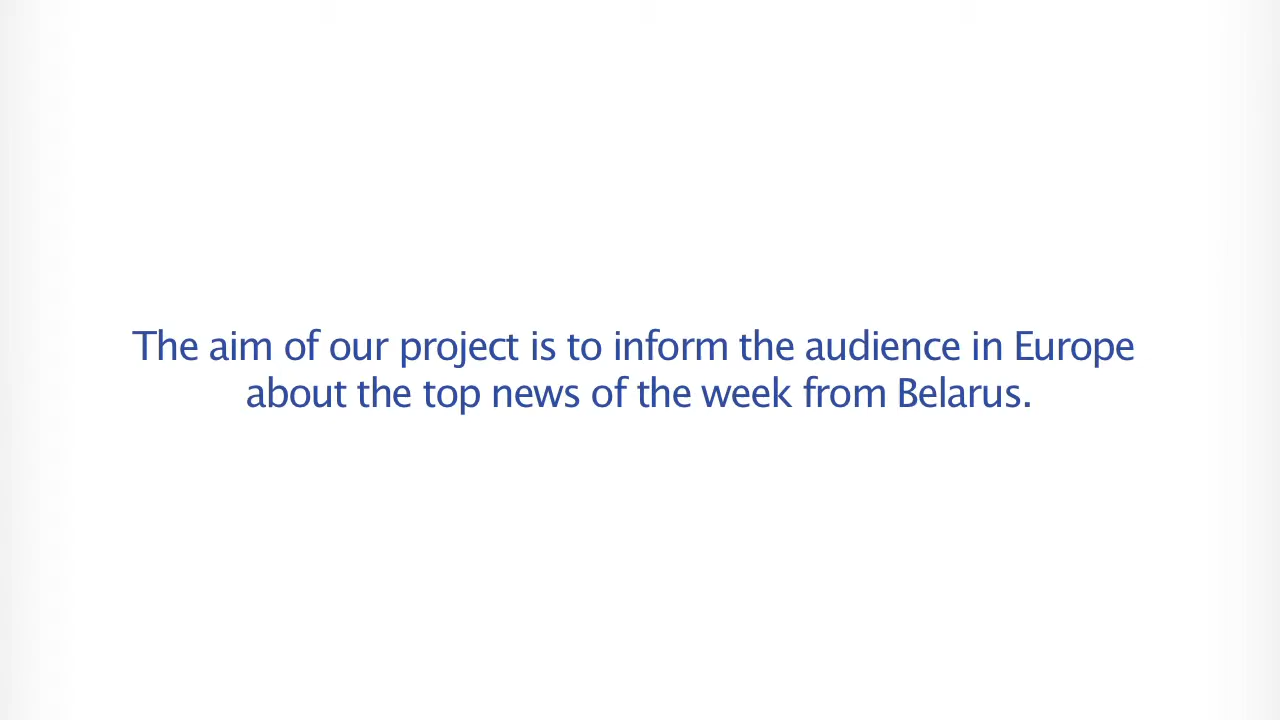 The aim of our project is to inform the audience in Europe
about the top news of the week from Belarus.